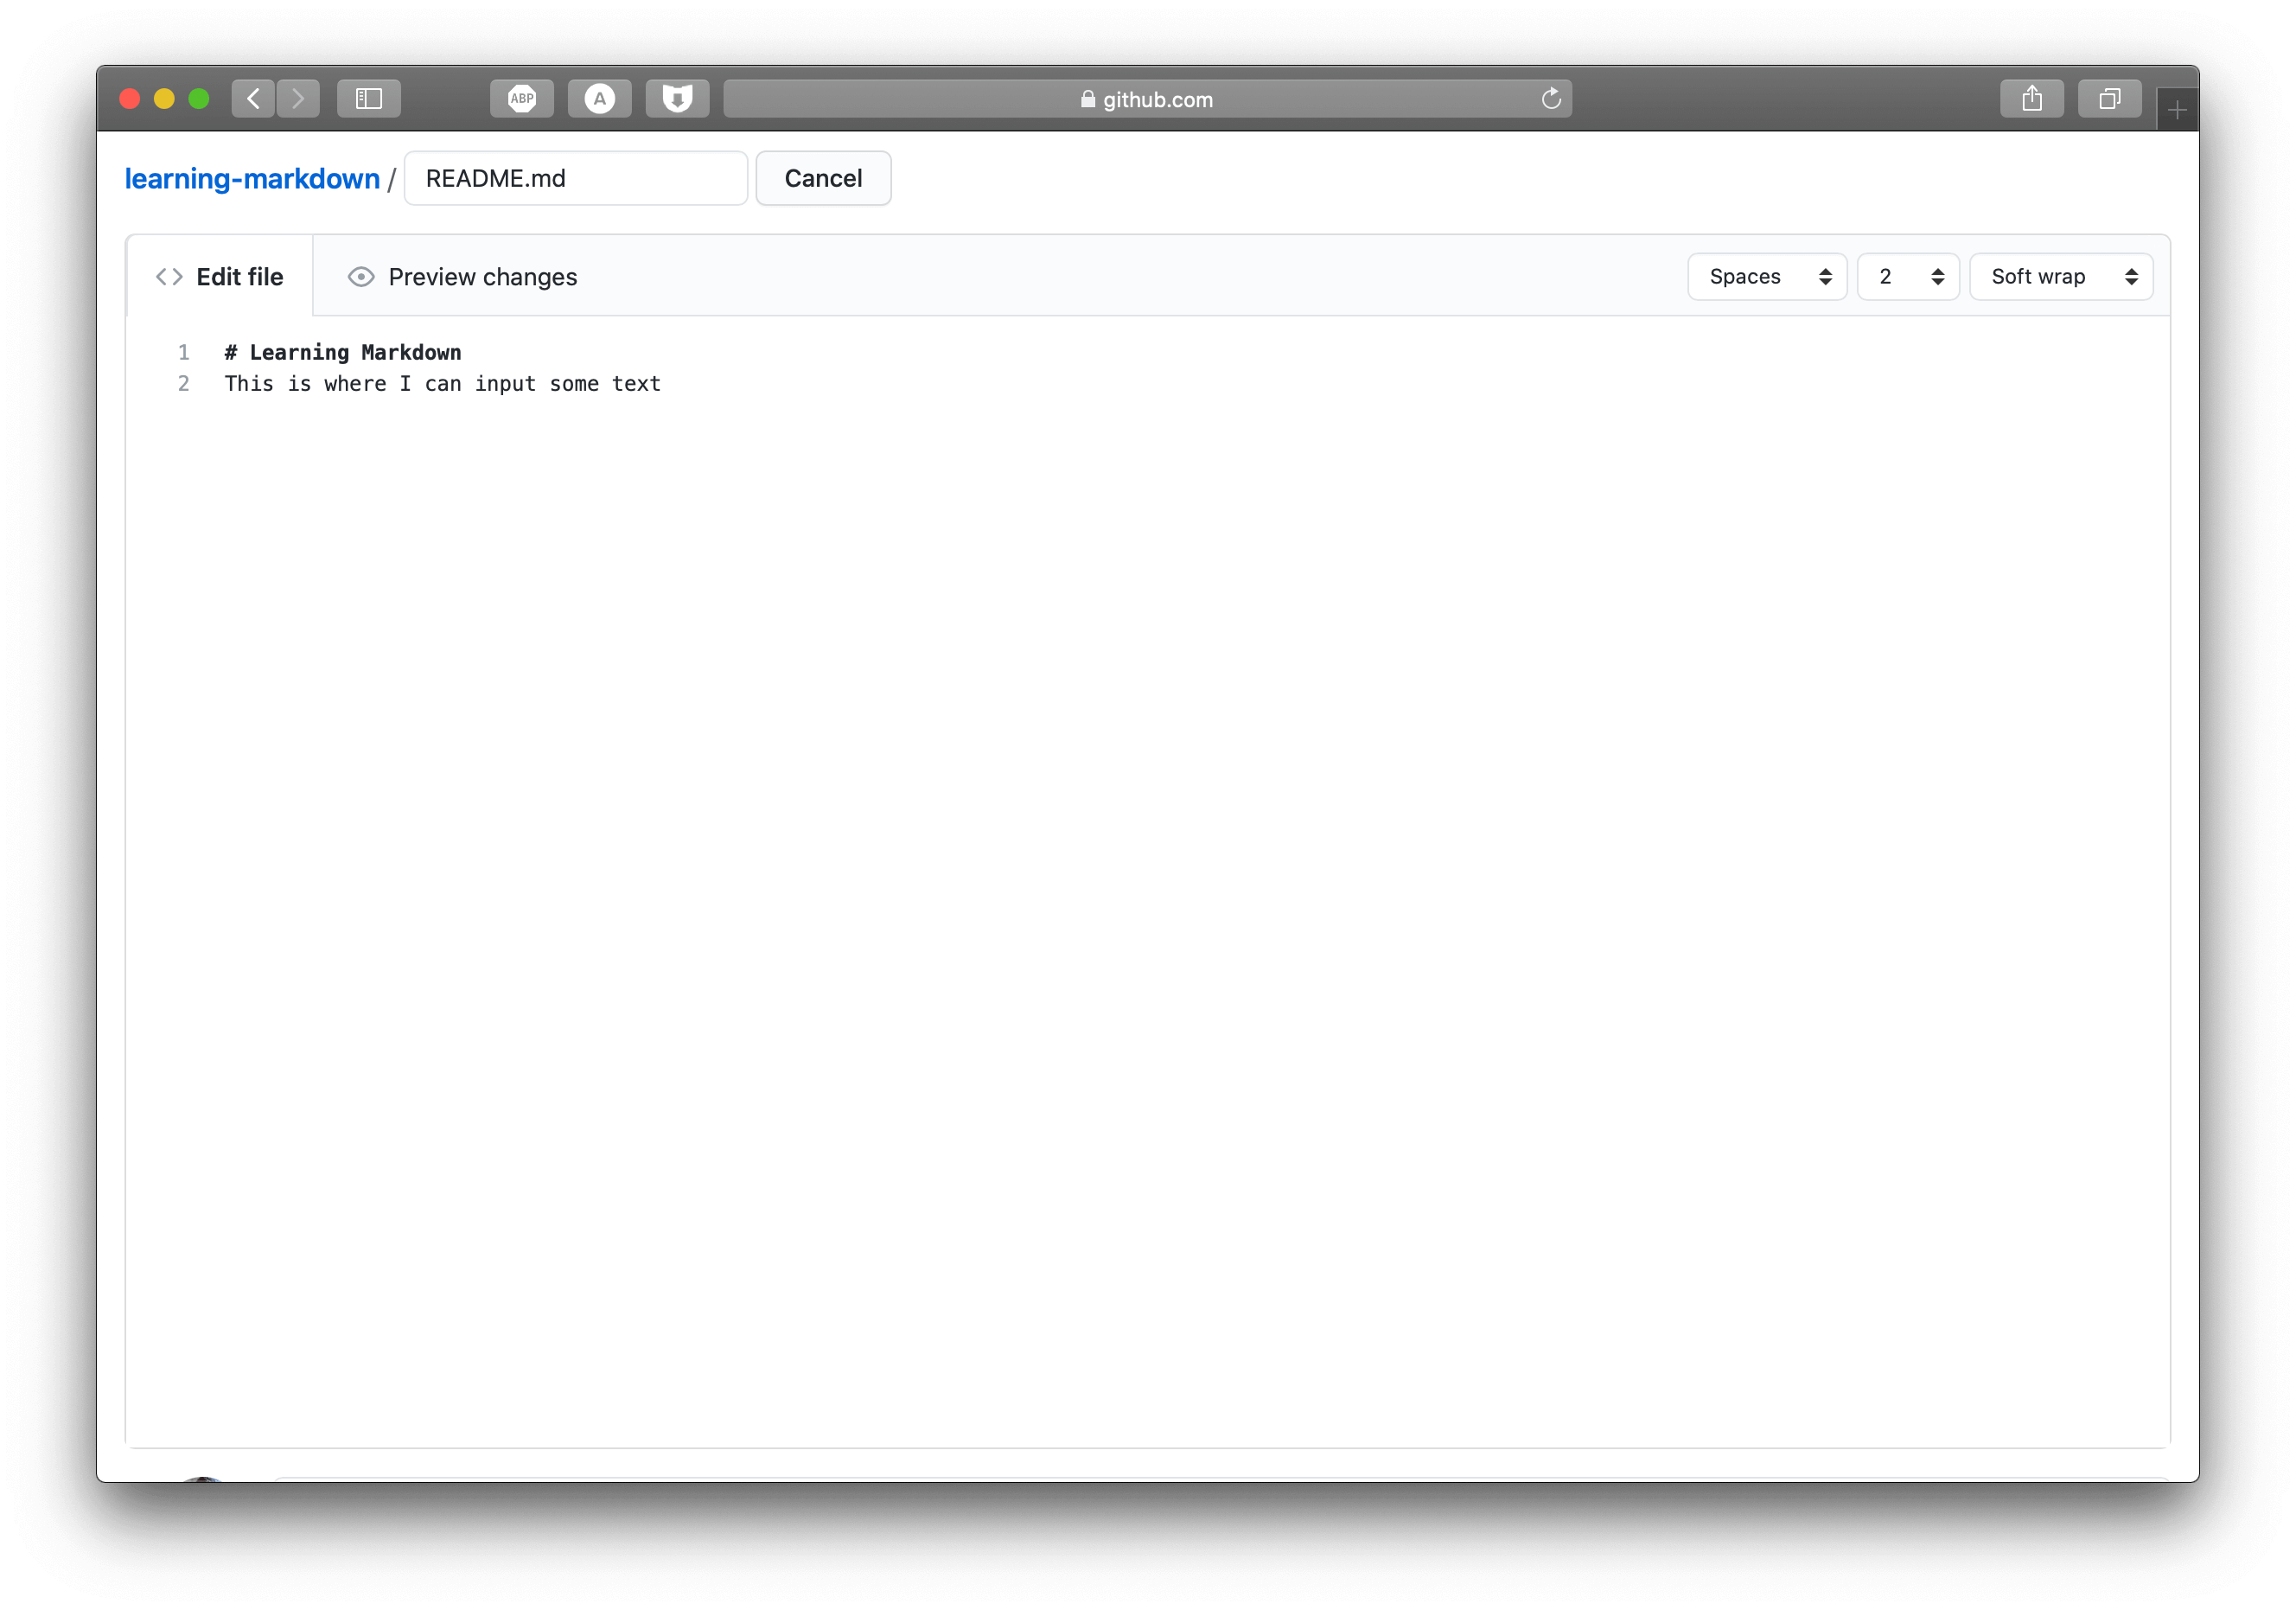 ABP
A
github.com
learning-markdown / README.md Cancel
<> Edit file Preview changes Spaces 2 Soft wrap
1 # Learning Markdown
2 This is where I can input some text